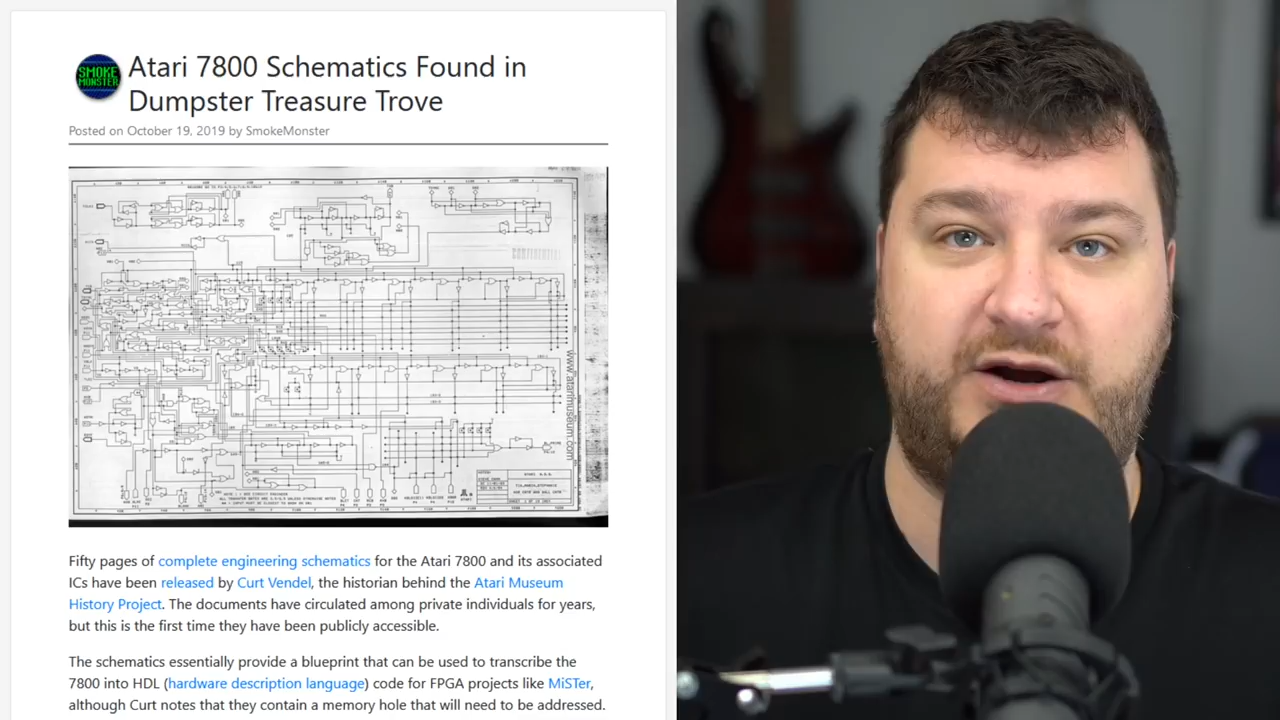 SMOKE
MONSTER
Atari 7800 Schematics Found in
Dumpster Treasure Trove
Posted on October 19, 2019 by SmokeMonster
www.atarimuseum.com
Fifty pages of complete engineering schematics for the Atari 7800 and its associated
ICs have been released by Curt Vendel, the historian behind the Atari Museum
History Project. The documents have circulated among private individuals for years,
but this is the first time they have been publicly accessible.
The schematics essentially provide a blueprint that can be used to transcribe the
7800 into HDL (hardware description language) code for FPGA projects like MiSTer,
although Curt notes that they contain a memory hole that will need to be addressed.